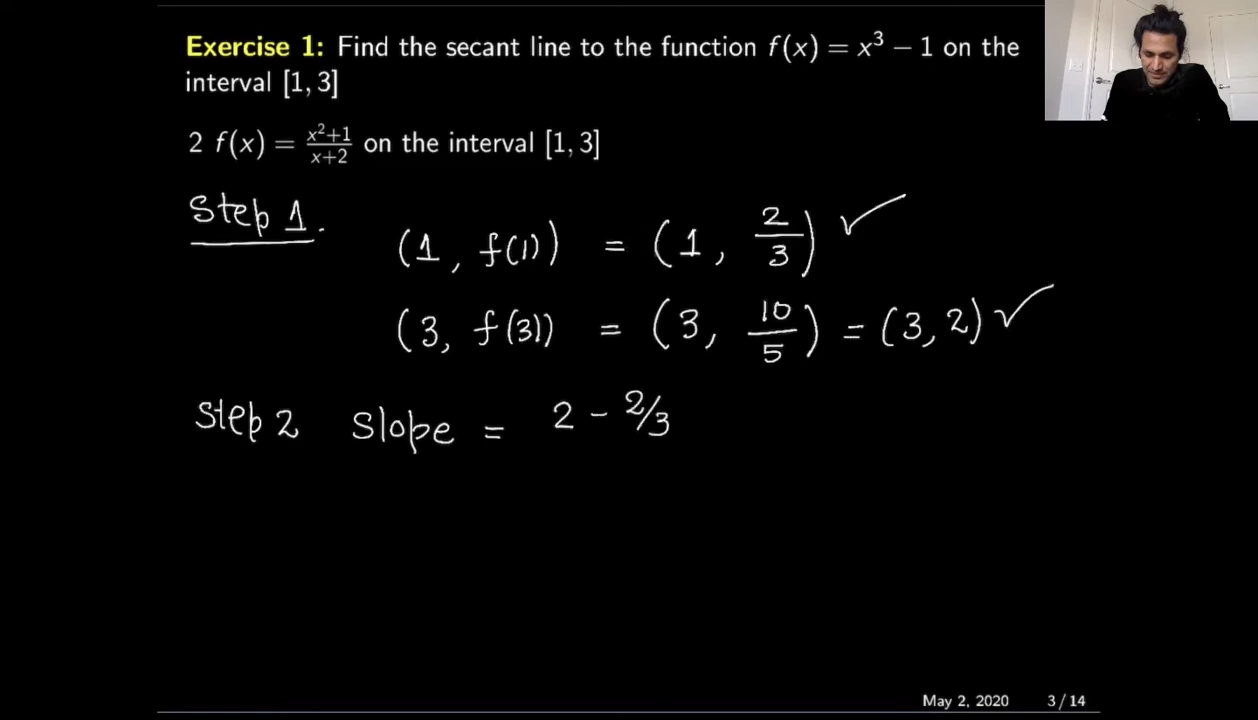 Exercise 1: Find the secant line to the function f(x) = x³ − 1 on the
interval [1, 3]
2 f(x) = x²+1/x+2 on the interval [1, 3]
Step 1.
(1, f(1)) = (1, 2/3) ✓
(3, f(3)) = (3, 10/5) = (3, 2) ✓
Step 2 Slope = 2 - 2/3
May 2, 2020 3 / 14